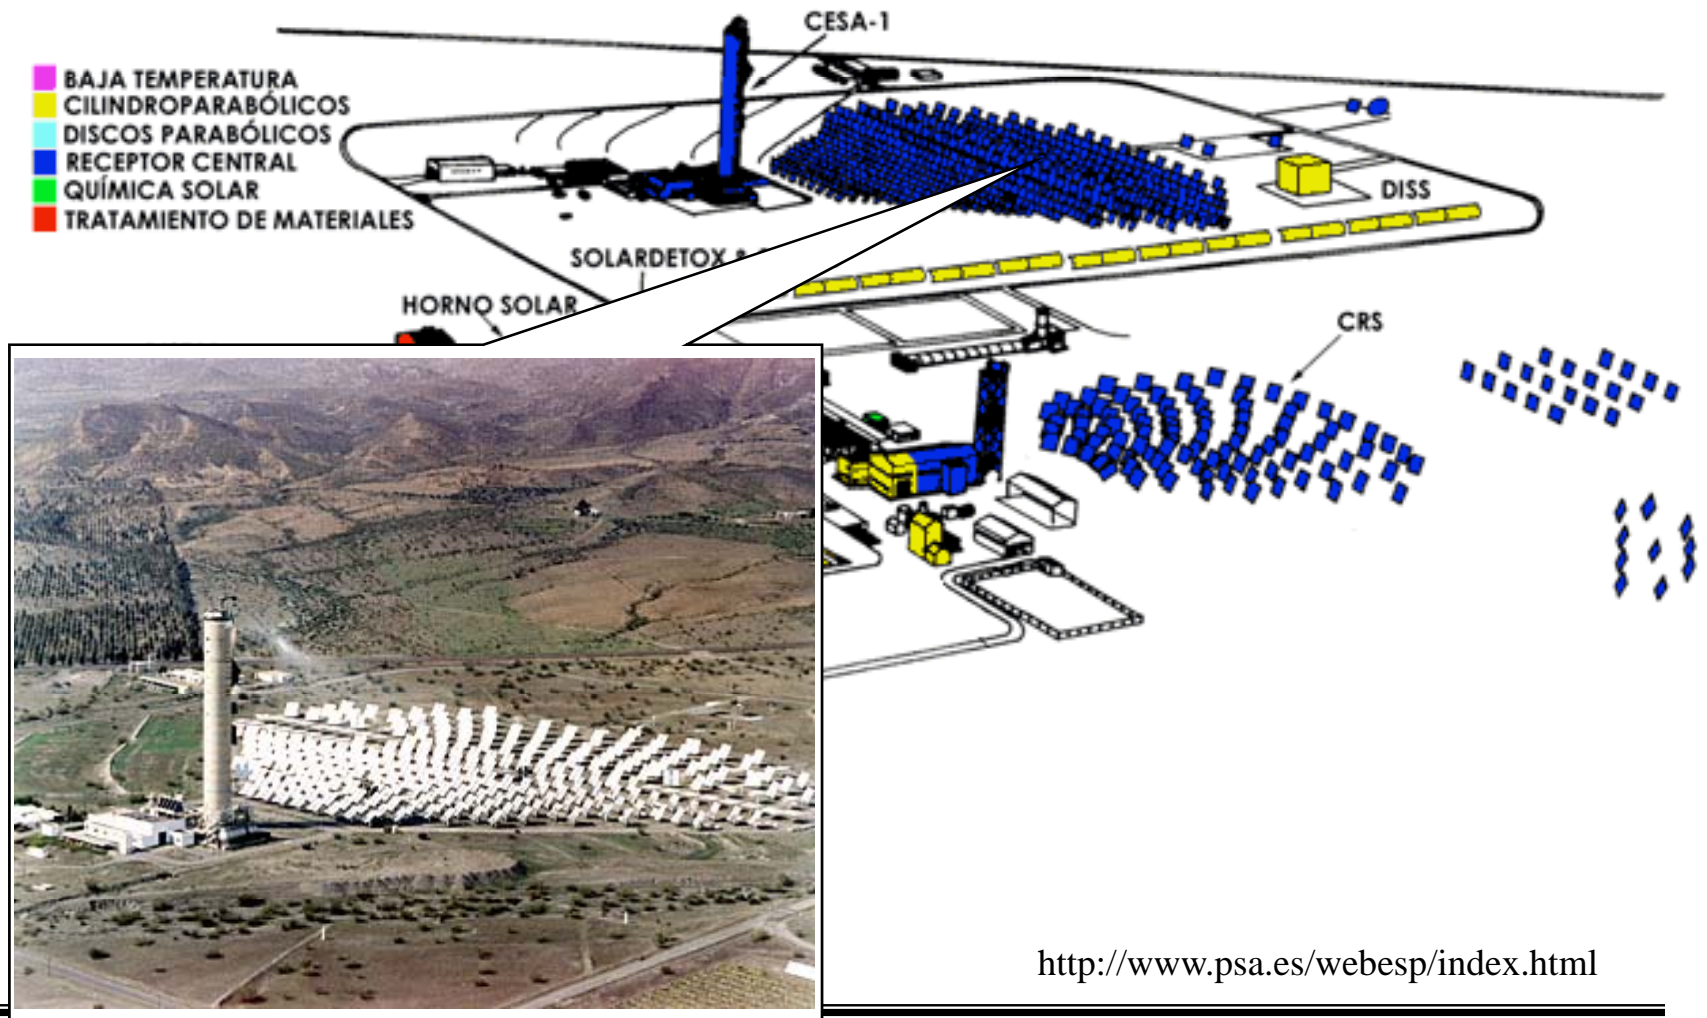 CESA-1
BAJA TEMPERATURA
CILINDROPARABÓLICOS
DISCOS PARABÓLICOS
RECEPTOR CENTRAL
QUÍMICA SOLAR
TRATAMIENTO DE MATERIALES
DISS
SOLARDETOX
HORNO SOLAR
CRS
http://www.psa.es/webesp/index.html